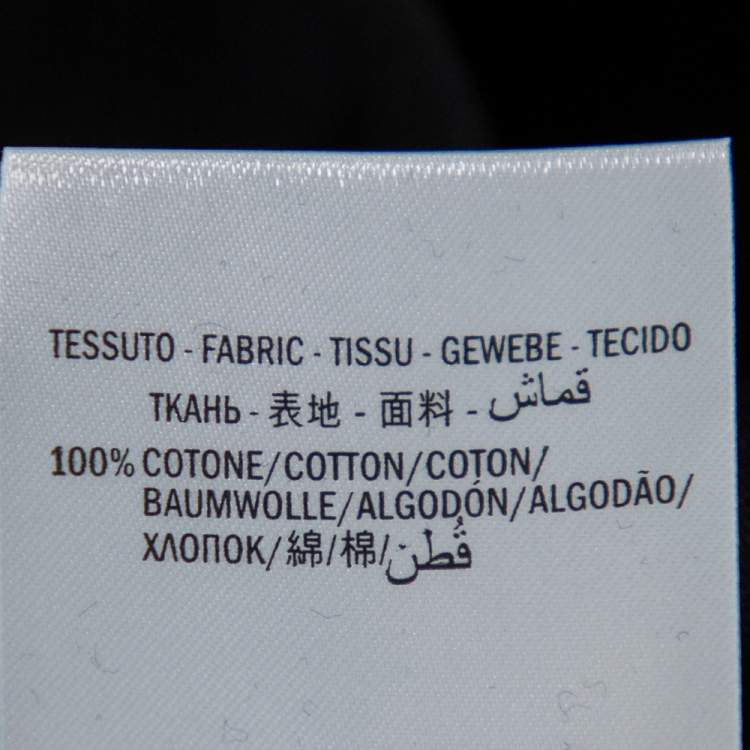 TESSUTO - FABRIC - TISSU - GEWEBE - TECIDO
ТКАНЬ - 表地 - 面料 - قماش
100% COTONE/COTTON/COTON/
BAUMWOLLE/ALGODÓN/ALGODÃO/
ХЛОПОК/綿/棉/قُطن